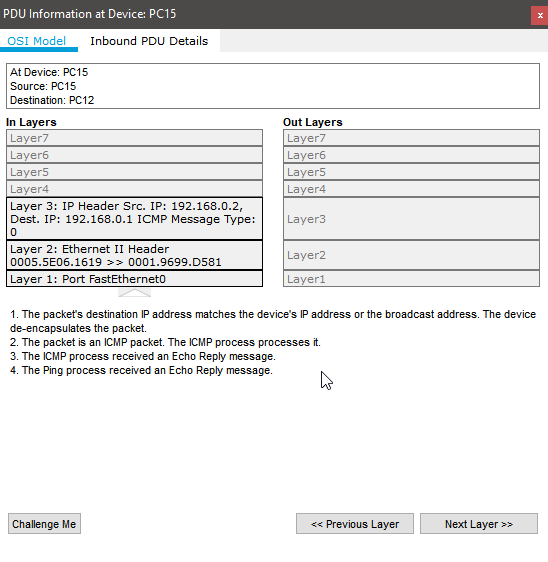 PDU Information at Device: PC15
x
OSI Model Inbound PDU Details
At Device: PC15
Source: PC15
Destination: PC12
In Layers
Layer7
Layer6
Layer5
Layer4
Layer 3: IP Header Src. IP: 192.168.0.2,
Dest. IP: 192.168.0.1 ICMP Message Type:
0
Layer 2: Ethernet II Header
0005.5E06.1619 >> 0001.9699.D581
Layer 1: Port FastEthernet0
Out Layers
Layer7
Layer6
Layer5
Layer4
Layer3
Layer2
Layer1
1. The packet's destination IP address matches the device's IP address or the broadcast address. The device
de-encapsulates the packet.
2. The packet is an ICMP packet. The ICMP process processes it.
3. The ICMP process received an Echo Reply message.
4. The Ping process received an Echo Reply message.
Challenge Me
<< Previous Layer
Next Layer >>